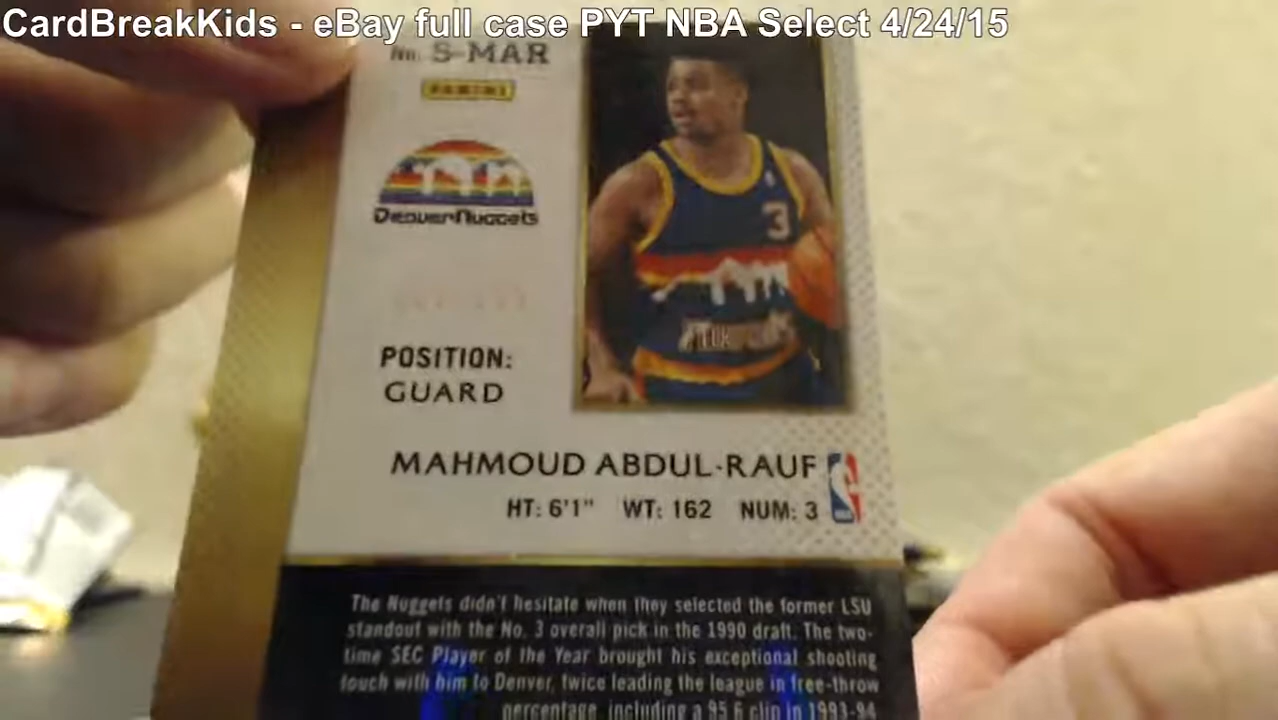 CardBreakKids - eBay full case PYT NBA Select 4/24/15
No. S-MAR
PANINI
Denver Nuggets
3
POSITION:
GUARD
MAHMOUD ABDUL-RAUF
HT: 6'1" WT: 162 NUM: 3
The Nuggets didn't hesitate when they selected the former LSU
standout with the No. 3 overall pick in the 1990 draft. The two-
time SEC Player of the Year brought his exceptional shooting
touch with him to Denver, twice leading the league in free-throw
percentage, including a 95.6 clip in 1993-94